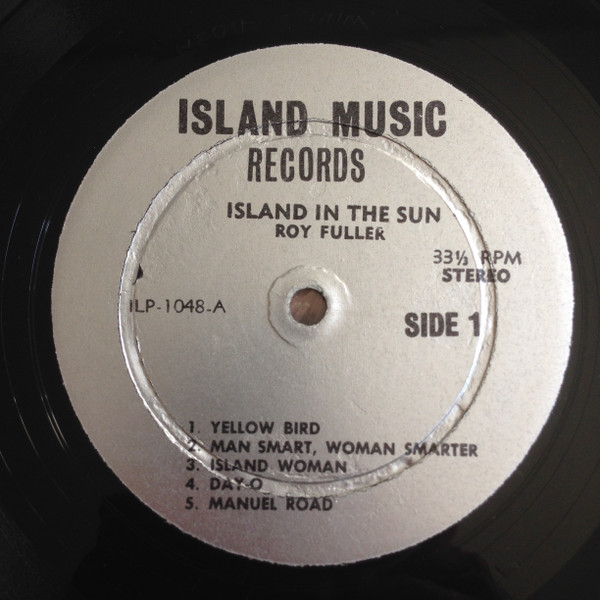 ISLAND MUSIC
RECORDS
ISLAND IN THE SUN
ROY FULLER
33⅓ RPM
STEREO
ILP-1048-A
SIDE 1
1. YELLOW BIRD
2. MAN SMART, WOMAN SMARTER
3. ISLAND WOMAN
4. DAY-O
5. MANUEL ROAD